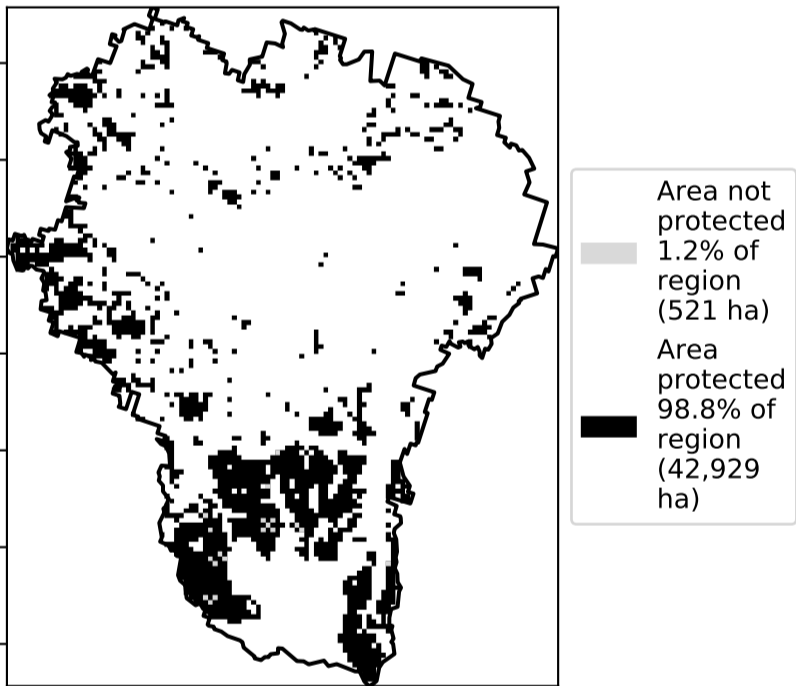 Area not
protected
1.2% of
region
(521 ha)
Area
protected
98.8% of
region
(42,929
ha)